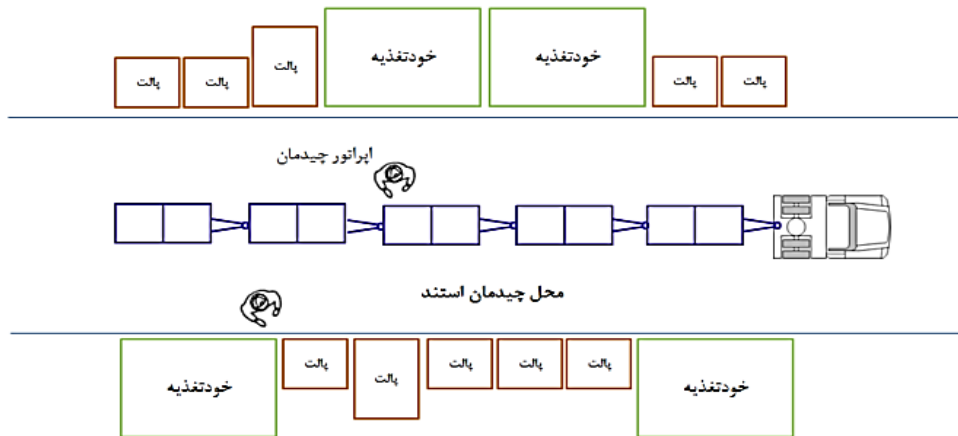 خودتغذیه
خودتغذیه
پالت
پالت
پالت
پالت
پالت
اپراتور چیدمان
محل چیدمان استند
خودتغذیه
پالت
پالت
پالت
پالت
پالت
خودتغذیه